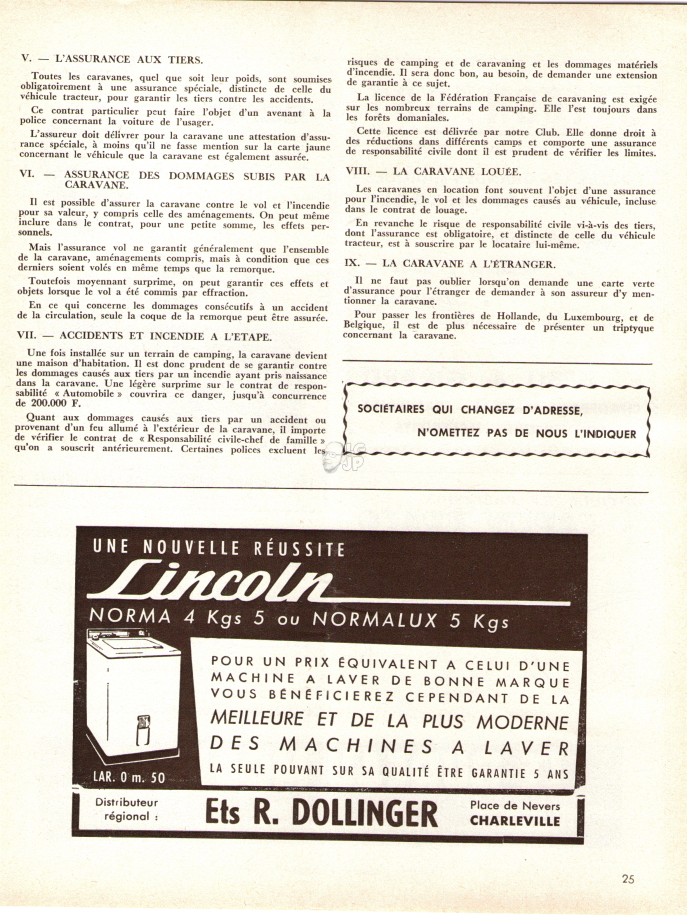 V. — L'ASSURANCE AUX TIERS.
Toutes les caravanes, quel que soit leur poids, sont soumises
obligatoirement à une assurance spéciale, distincte de celle du
véhicule tracteur, pour garantir les tiers contre les accidents.
Ce contrat particulier peut faire l'objet d'un avenant à la
police concernant la voiture de l'usager.
L'assureur doit délivrer pour la caravane une attestation d'assu-
rance spéciale, à moins qu'il ne fasse mention sur la carte jaune
concernant le véhicule que la caravane est également assurée.
VI. — ASSURANCE DES DOMMAGES SUBIS PAR LA
CARAVANE.
Il est possible d'assurer la caravane contre le vol et l'incendie
pour sa valeur, y compris celle des aménagements. On peut même
inclure dans le contrat, pour une petite somme, les effets per-
sonnels.
Mais l'assurance vol ne garantit généralement que l'ensemble
de la caravane, aménagements compris, mais à condition que ces
derniers soient volés en même temps que la remorque.
Toutefois moyennant surprime, on peut garantir ces effets et
objets lorsque le vol a été commis par effraction.
En ce qui concerne les dommages consécutifs à un accident
de la circulation, seule la coque de la remorque peut être assurée.
VII. — ACCIDENTS ET INCENDIE A L'ETAPE.
Une fois installée sur un terrain de camping, la caravane devient
une maison d'habitation. Il est donc prudent de se garantir contre
les dommages causés aux tiers par un incendie ayant pris naissance
dans la caravane. Une légère surprime sur le contrat de respon-
sabilité « Automobile » couvrira ce danger, jusqu'à concurrence
de 200.000 F.
Quant aux dommages causés aux tiers par un accident ou
provenant d'un feu allumé à l'extérieur de la caravane, il importe
de vérifier le contrat de « Responsabilité civile-chef de famille »
qu'on a souscrit antérieurement. Certaines polices excluent les
risques de camping et de caravaning et les dommages matériels
d'incendie. Il sera donc bon, au besoin, de demander une extension
de garantie à ce sujet.
La licence de la Fédération Française de caravaning est exigée
sur les nombreux terrains de camping. Elle l'est toujours dans
les forêts domaniales.
Cette licence est délivrée par notre Club. Elle donne droit à
des réductions dans différents camps et comporte une assurance
de responsabilité civile dont il est prudent de vérifier les limites.
VIII. — LA CARAVANE LOUÉE.
Les caravanes en location font souvent l'objet d'une assurance
pour l'incendie, le vol et les dommages causés au véhicule, incluse
dans le contrat de louage.
En revanche le risque de responsabilité civile vi-à-vis des tiers,
dont l'assurance est obligatoire, et distincte de celle du véhicule
tracteur, est à souscrire par le locataire lui-même.
IX. — LA CARAVANE A L'ÉTRANGER.
Il ne faut pas oublier lorsqu'on demande une carte verte
d'assurance pour l'étranger de demander à son assureur d'y men-
tionner la caravane.
Pour passer les frontières de Hollande, du Luxembourg, et de
Belgique, il est de plus nécessaire de présenter un triptyque
concernant la caravane.
SOCIÉTAIRES QUI CHANGEZ D'ADRESSE,
N'OMETTEZ PAS DE NOUS L'INDIQUER
UNE NOUVELLE RÉUSSITE
Lincoln
NORMA 4 Kgs 5 ou NORMALUX 5 Kgs
POUR UN PRIX ÉQUIVALENT A CELUI D'UNE
MACHINE A LAVER DE BONNE MARQUE
VOUS BÉNÉFICIEREZ CEPENDANT DE LA
MEILLEURE ET DE LA PLUS MODERNE
DES MACHINES A LAVER
LA SEULE POUVANT SUR SA QUALITÉ ÊTRE GARANTIE 5 ANS
LAR. 0 m. 50
Distributeur
régional :
Ets R. DOLLINGER
Place de Nevers
CHARLEVILLE
25